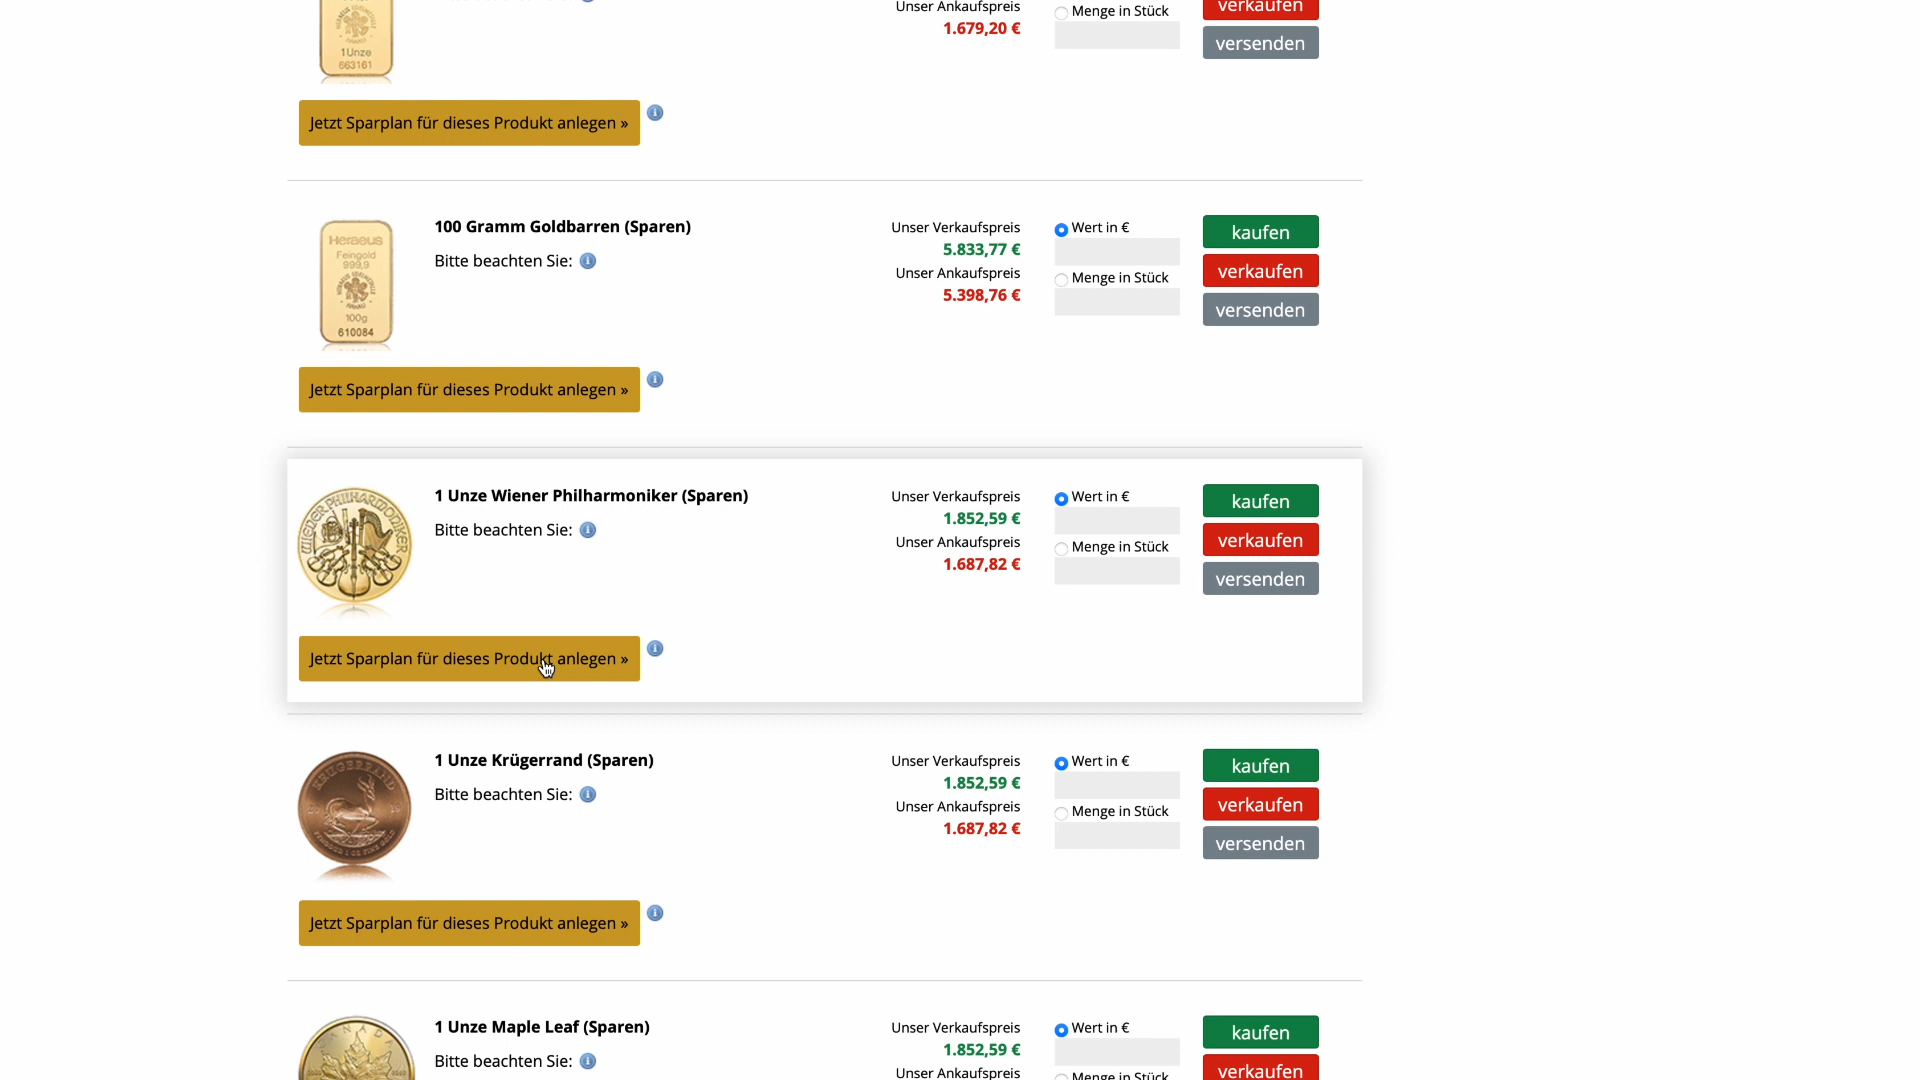 Unser Ankaufspreis
1.679,20 €
Menge in Stück
verkaufen
versenden
1Unze
663161
Jetzt Sparplan für dieses Produkt anlegen »
100 Gramm Goldbarren (Sparen)
Bitte beachten Sie:
Unser Verkaufspreis
5.833,77 €
Unser Ankaufspreis
5.398,76 €
Wert in €
Menge in Stück
kaufen
verkaufen
versenden
Heraeus
Feingold
999,9
100g
610084
Jetzt Sparplan für dieses Produkt anlegen »
1 Unze Wiener Philharmoniker (Sparen)
Bitte beachten Sie:
Unser Verkaufspreis
1.852,59 €
Unser Ankaufspreis
1.687,82 €
Wert in €
Menge in Stück
kaufen
verkaufen
versenden
WIENER PHILHARMONIKER
Jetzt Sparplan für dieses Produkt anlegen »
1 Unze Krügerrand (Sparen)
Bitte beachten Sie:
Unser Verkaufspreis
1.852,59 €
Unser Ankaufspreis
1.687,82 €
Wert in €
Menge in Stück
kaufen
verkaufen
versenden
KRUGERRAND
Jetzt Sparplan für dieses Produkt anlegen »
1 Unze Maple Leaf (Sparen)
Bitte beachten Sie:
Unser Verkaufspreis
1.852,59 €
Unser Ankaufspreis
Wert in €
Menge in Stück
kaufen
verkaufen
CANADA